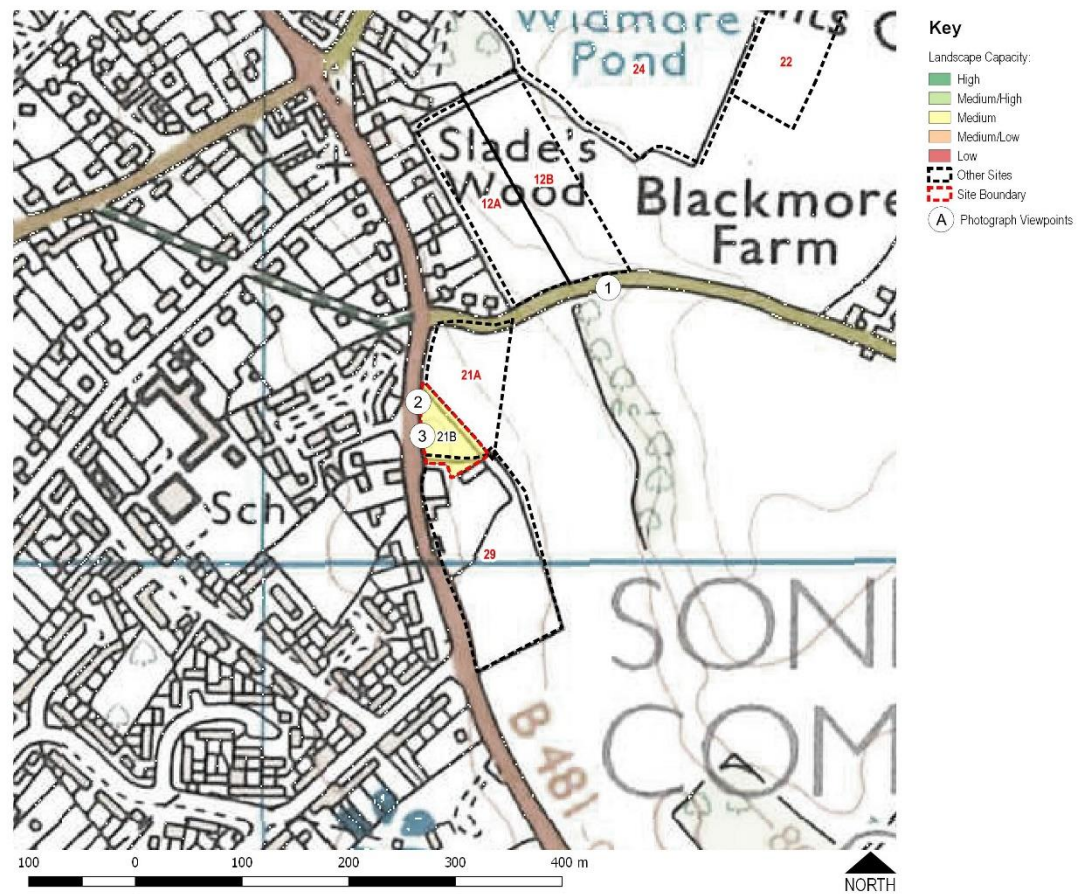 Widmore
Pond
24
22
Slade's
Wood
12A
12B
Blackmore
Farm
1
21A
2
3
21B
Sch
29
SON
COM
B 481
100 0 100 200 300 400 m
NORTH
Key
Landscape Capacity:
High
Medium/High
Medium
Medium/Low
Low
Other Sites
Site Boundary
A Photograph Viewpoints